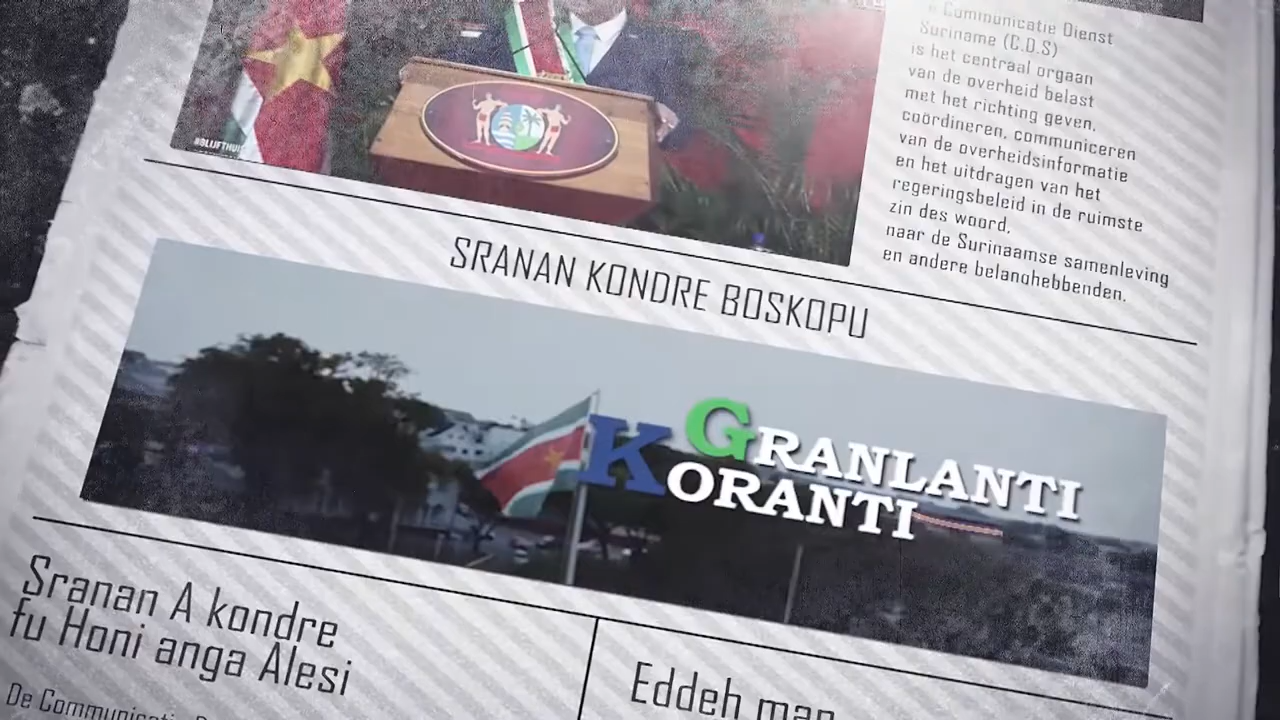 Communicatie Dienst
Suriname (C.D.S)
is het centraal orgaan
van de overheid belast
met het richting geven,
coördineren, communiceren
van de overheidsinformatie
en het uitdragen van het
regeringsbeleid in de ruimste
zin des woord,
naar de Surinaamse samenleving
en andere belanghebbenden.
SRANAN KONDRE BOSKOPU
GRANLANTI
KORANTI
Sranan A kondre
fu Honi anga Alesi
Eddeh man
De